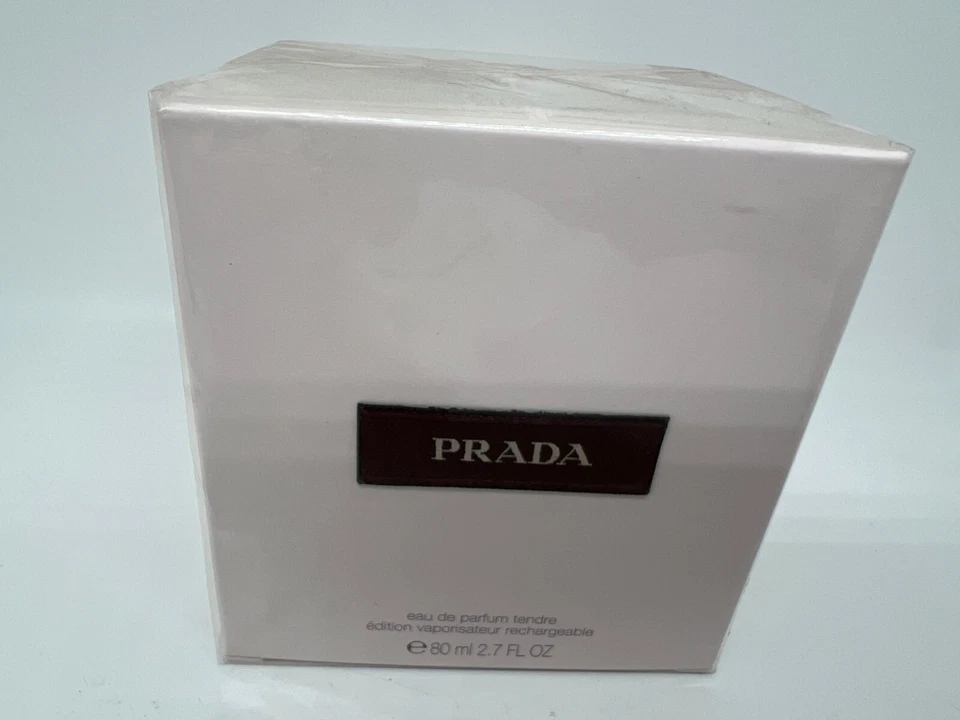 PRADA
eau de parfum tendre
édition vaporisateur rechargeable
℮ 80 ml 2.7 FL OZ